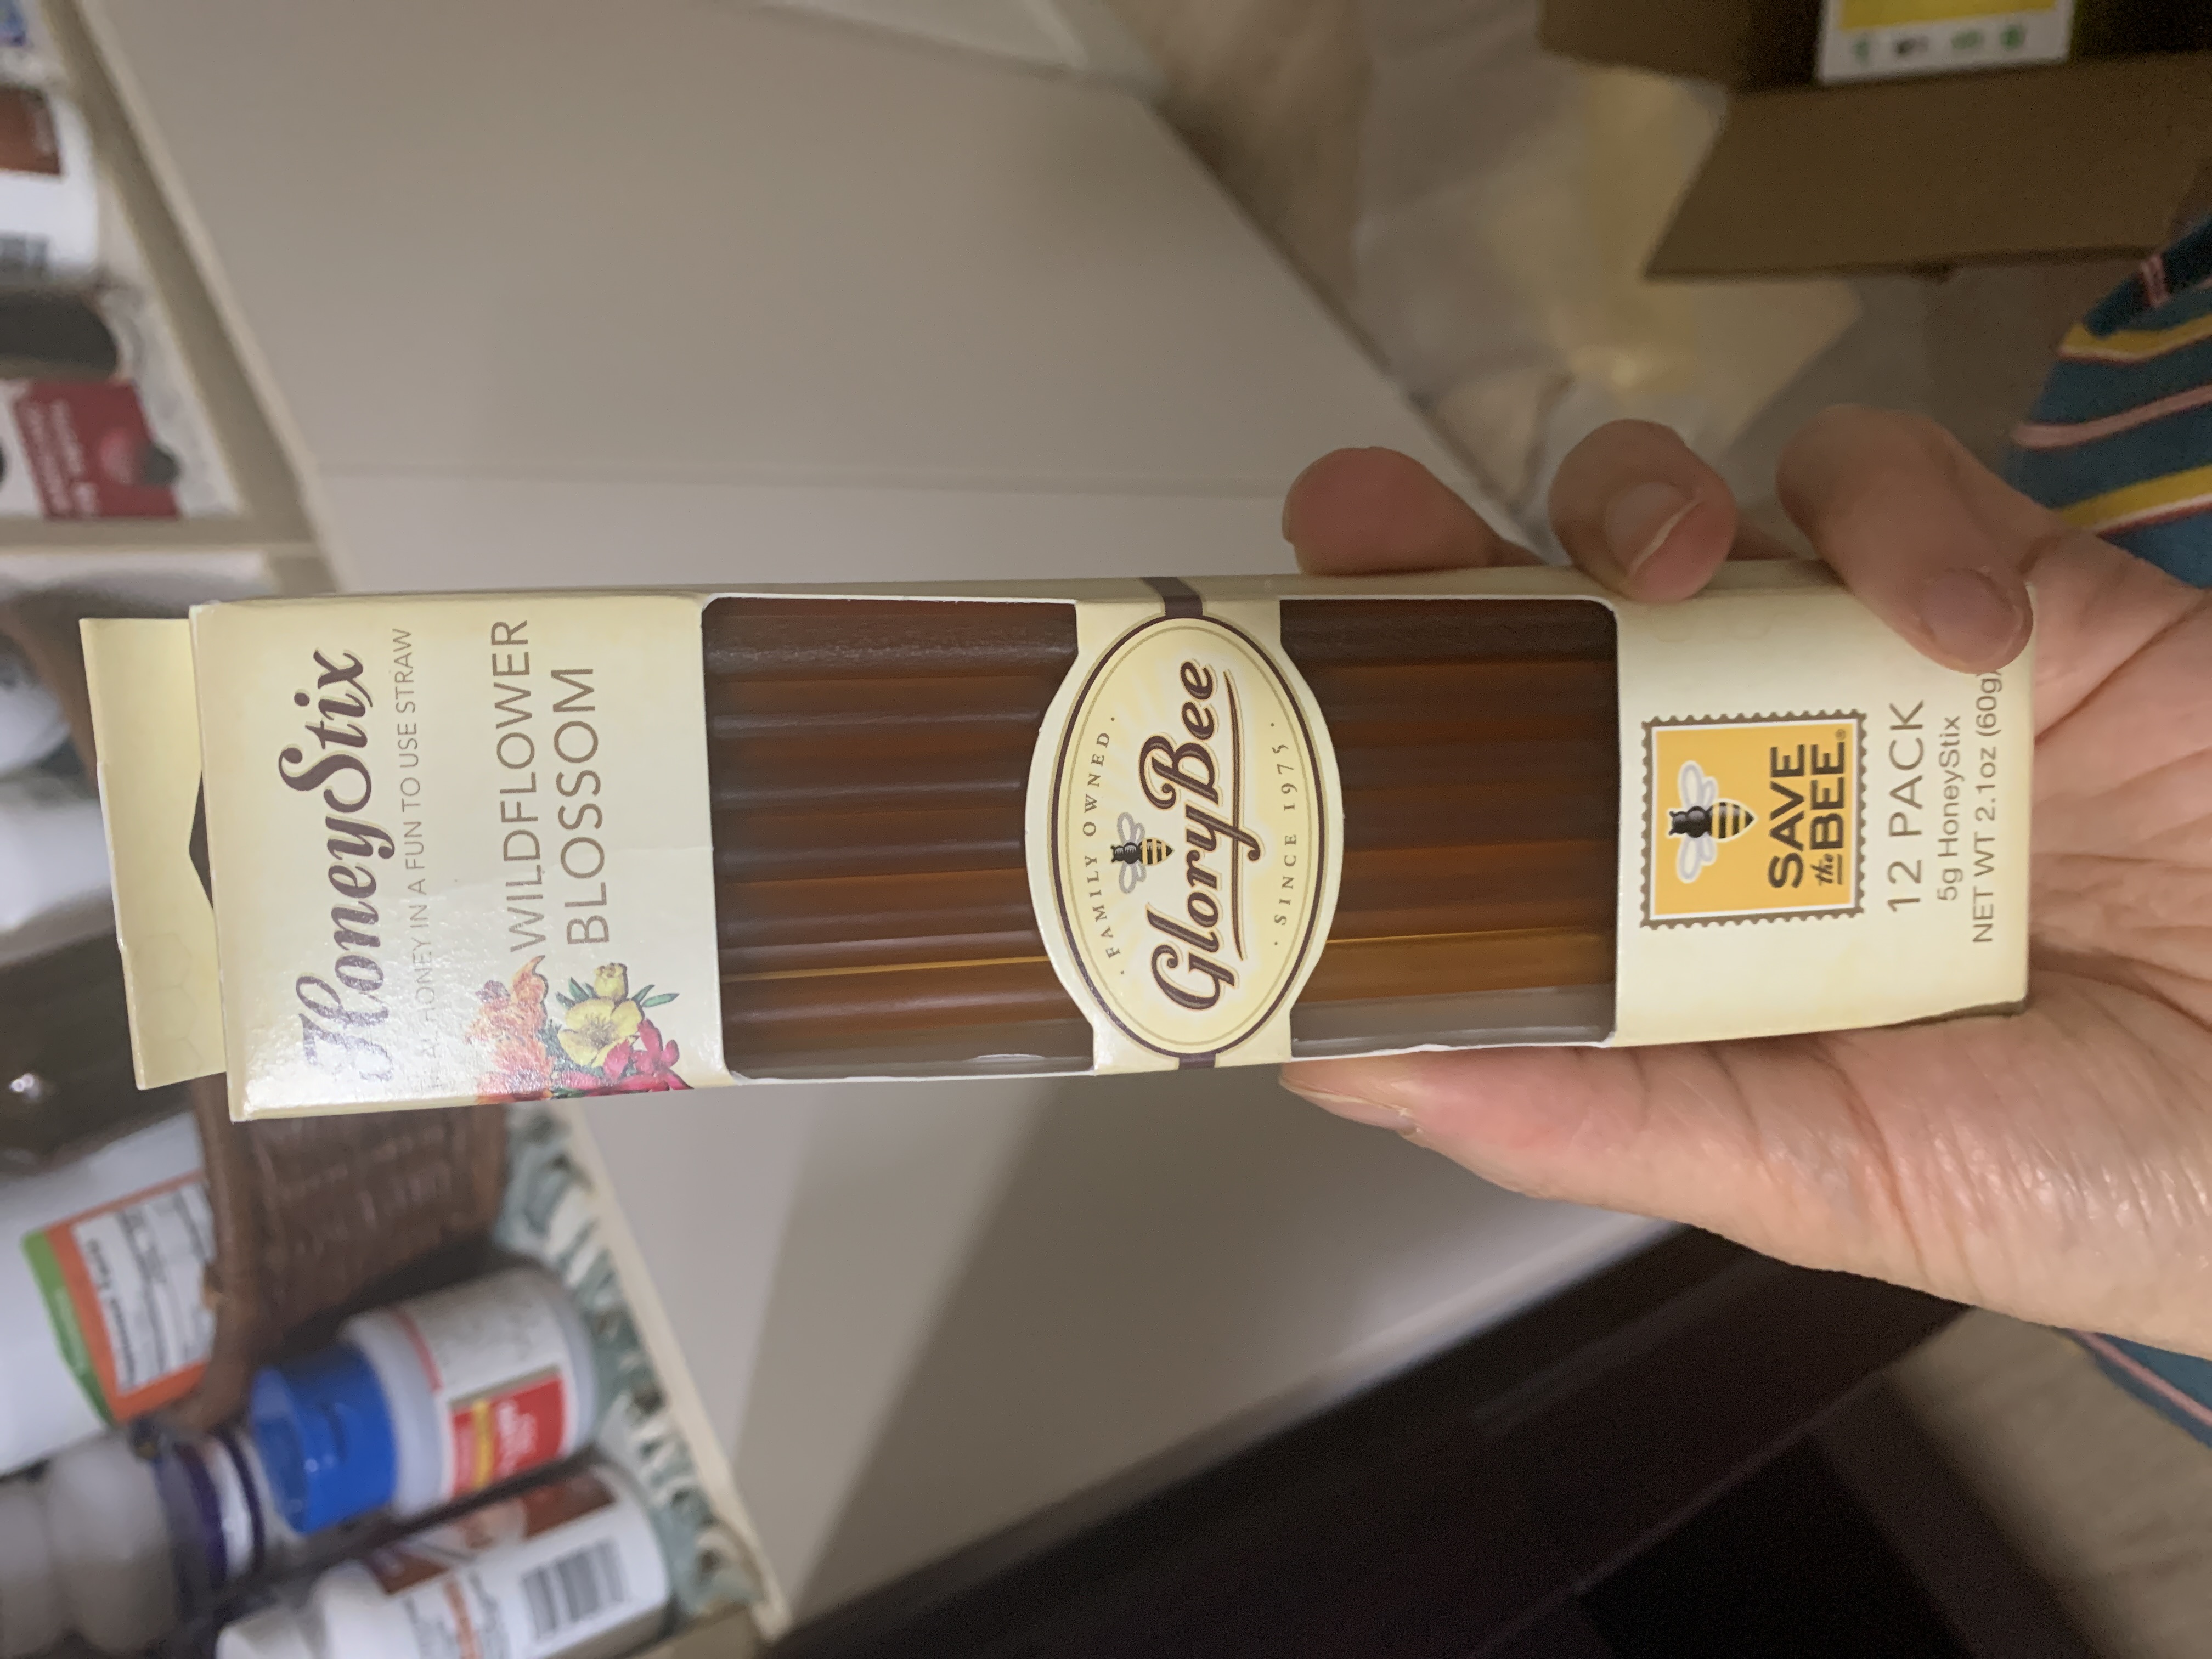 HoneyStix
REAL HONEY IN A FUN TO USE STRAW
WILDFLOWER
BLOSSOM
· FAMILY OWNED ·
GloryBee
· SINCE 1975 ·
SAVE
the BEE®
12 PACK
5g HoneyStix
NET WT 2.1oz (60g)